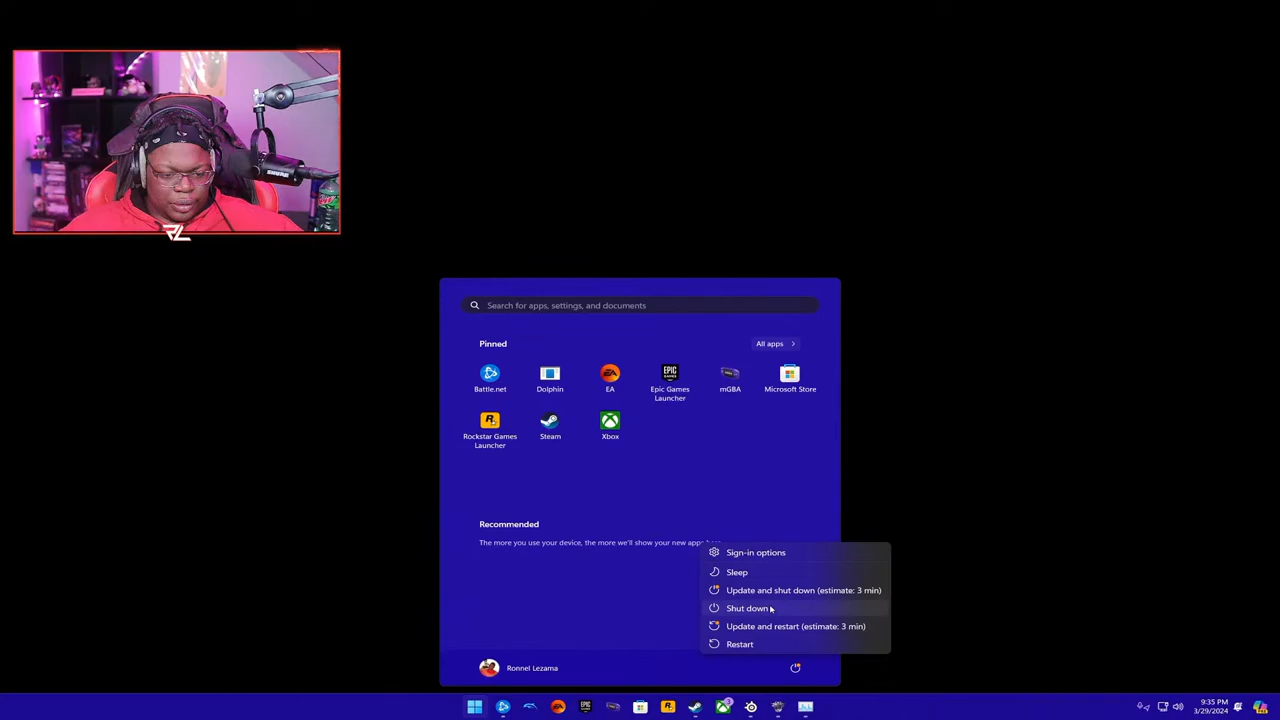 Search for apps, settings, and documents
Pinned
All apps
Battle.net
Dolphin
EA
Epic Games
Launcher
mGBA
Microsoft Store
Rockstar Games
Launcher
Steam
Xbox
Recommended
The more you use your device, the more we'll show your new apps
Sign-in options
Sleep
Update and shut down (estimate: 3 min)
Shut down
Update and restart (estimate: 3 min)
Restart
Ronnel Lezama
9:35 PM
3/29/2024